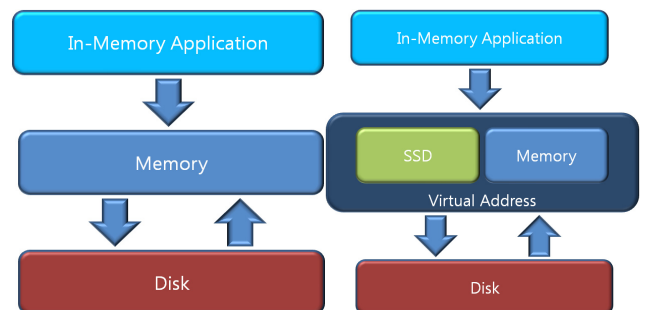 In-Memory Application
Memory
Disk
In-Memory Application
SSD
Memory
Virtual Address
Disk